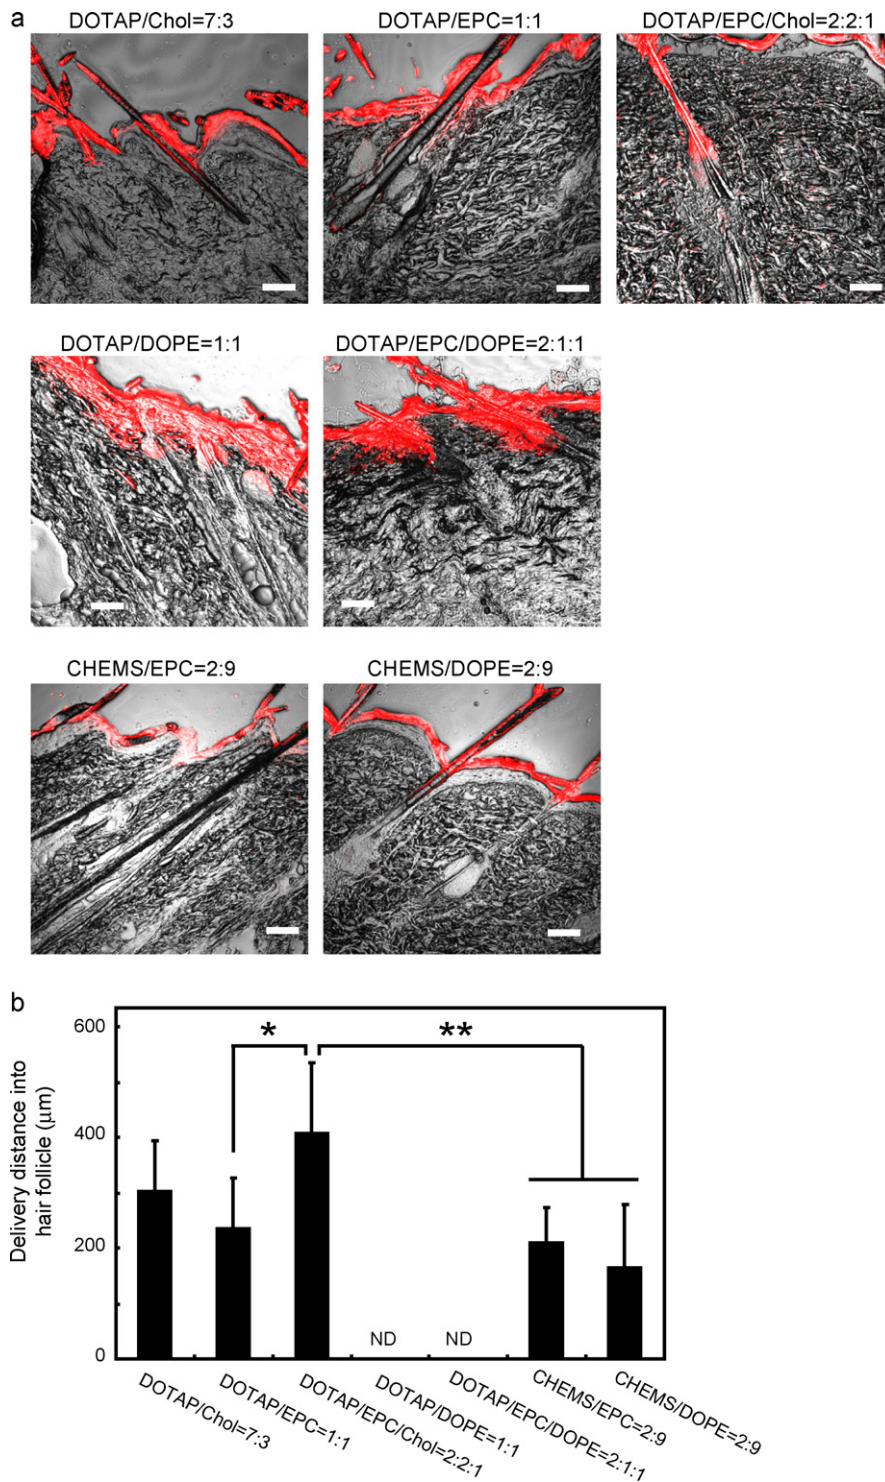 a
DOTAP/Chol=7:3
DOTAP/EPC=1:1
DOTAP/EPC/Chol=2:2:1
DOTAP/DOPE=1:1
DOTAP/EPC/DOPE=2:1:1
CHEMS/EPC=2:9
CHEMS/DOPE=2:9
b
Delivery distance into
hair follicle (µm)
600
400
200
0
*
**
ND
ND
DOTAP/Chol=7:3
DOTAP/EPC=1:1
DOTAP/EPC/Chol=2:2:1
DOTAP/DOPE=1:1
DOTAP/EPC/DOPE=2:1:1
CHEMS/EPC=2:9
CHEMS/DOPE=2:9